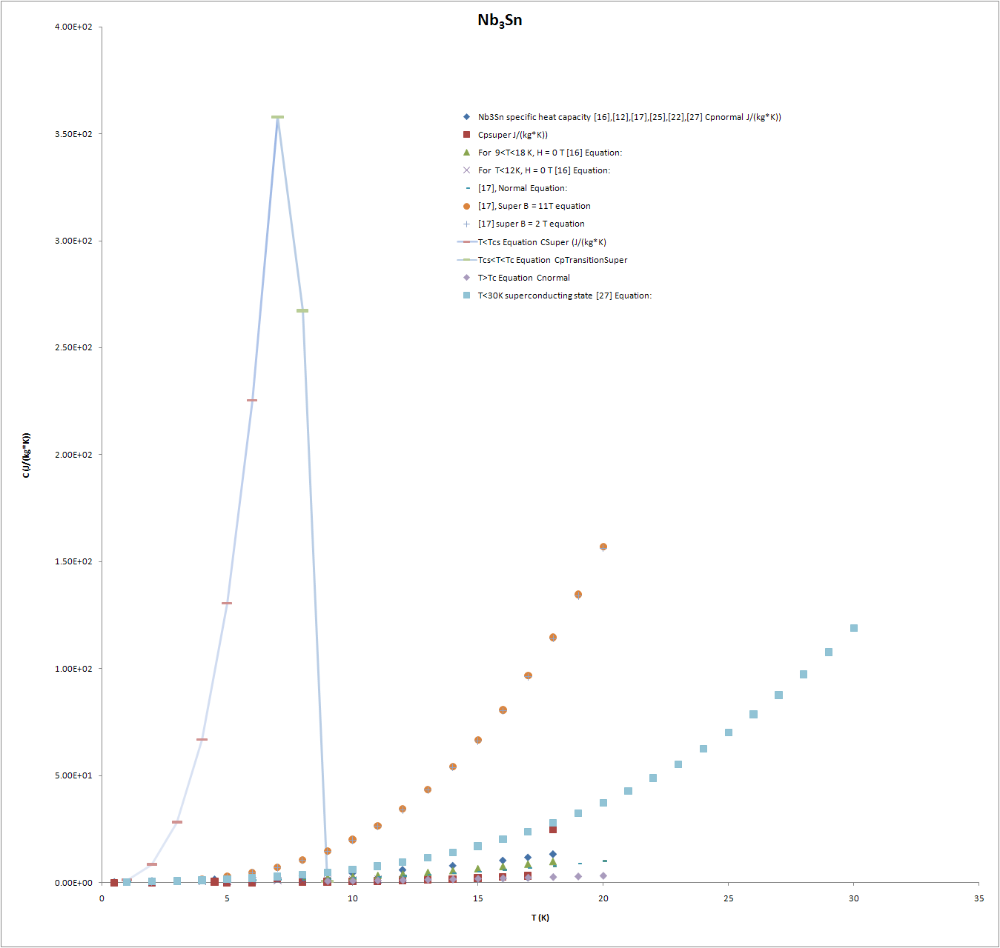 Nb3Sn
4.00E+02
3.50E+02
3.00E+02
2.50E+02
2.00E+02
1.50E+02
1.00E+02
5.00E+01
0.00E+00
C (J/(kg*K))
Nb3Sn specific heat capacity [16],[12],[17],[25],[22],[27] Cpnormal J/(kg*K))
Cpsuper J/(kg*K))
For 9<T<18 K, H = 0 T [16] Equation:
For T<12K, H = 0 T [16] Equation:
[17], Normal Equation:
[17], Super B = 11T equation
[17] super B = 2 T equation
T<Tcs Equation CSuper (J/(kg*K)
Tcs<T<Tc Equation CpTransitionSuper
T>Tc Equation Cnormal
T<30K superconducting state [27] Equation:
0 5 10 15 20 25 30 35
T (K)